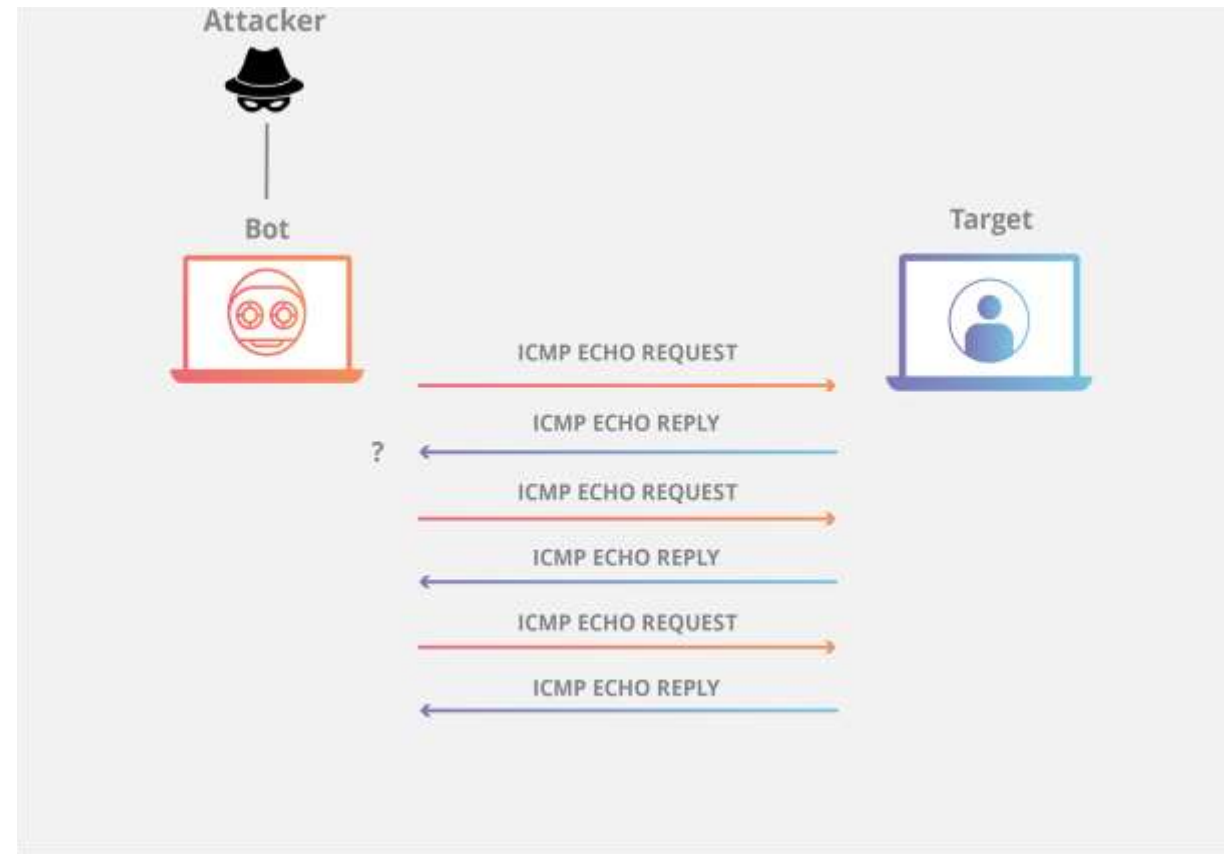 Attacker
Bot
Target
ICMP ECHO REQUEST
ICMP ECHO REPLY
?
ICMP ECHO REQUEST
ICMP ECHO REPLY
ICMP ECHO REQUEST
ICMP ECHO REPLY